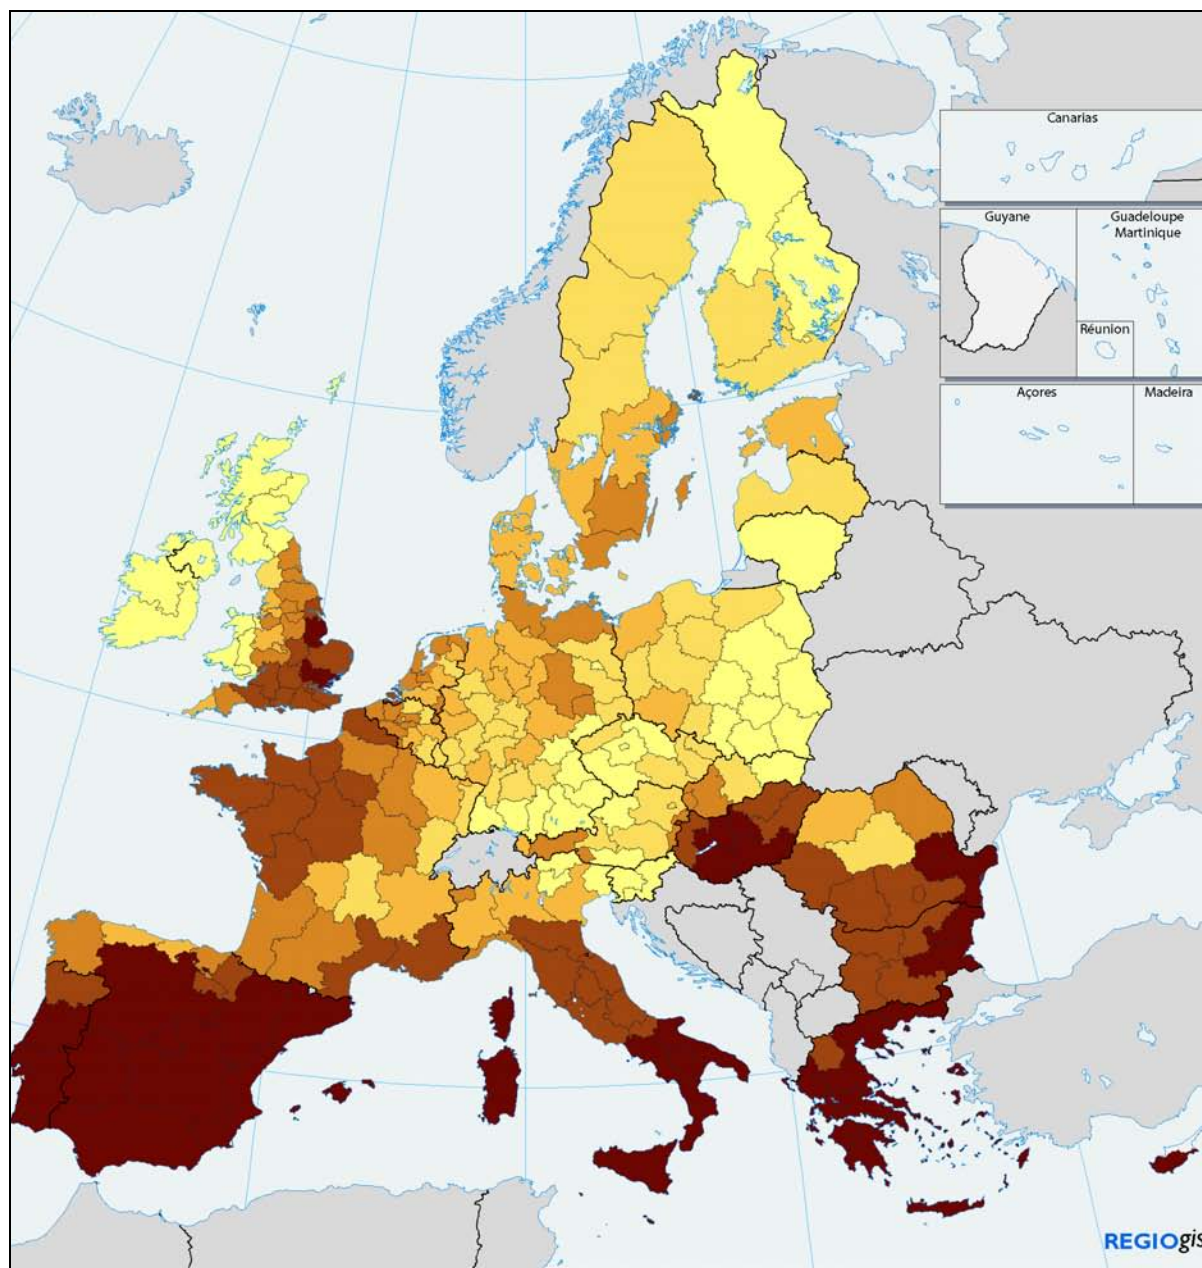 Canarias
Guyane
Guadeloupe
Martinique
Réunion
Açores
Madeira
REGIOgis